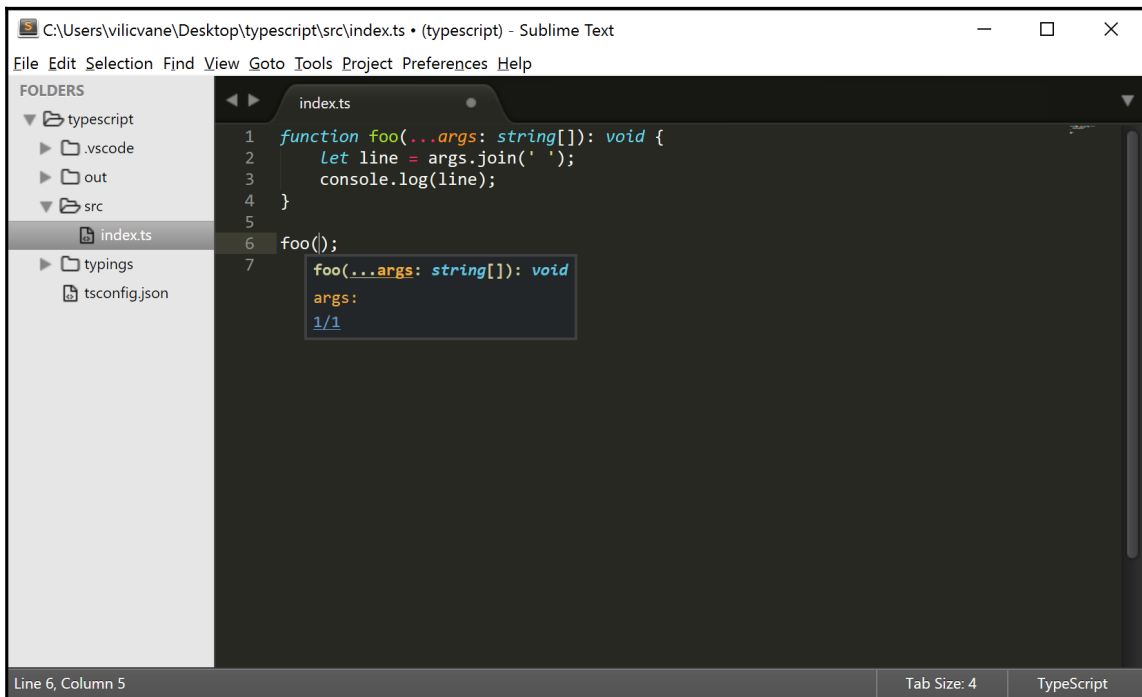 C:\Users\vilicvane\Desktop\typescript\src\index.ts • (typescript) - Sublime Text
File Edit Selection Find View Goto Tools Project Preferences Help
FOLDERS
typescript
.vscode
out
src
index.ts
typings
tsconfig.json
index.ts
1 function foo(...args: string[]): void {
2     let line = args.join(' ');
3     console.log(line);
4 }
5
6 foo();
7
foo(...args: string[]): void
args:
1/1
Line 6, Column 5
Tab Size: 4
TypeScript